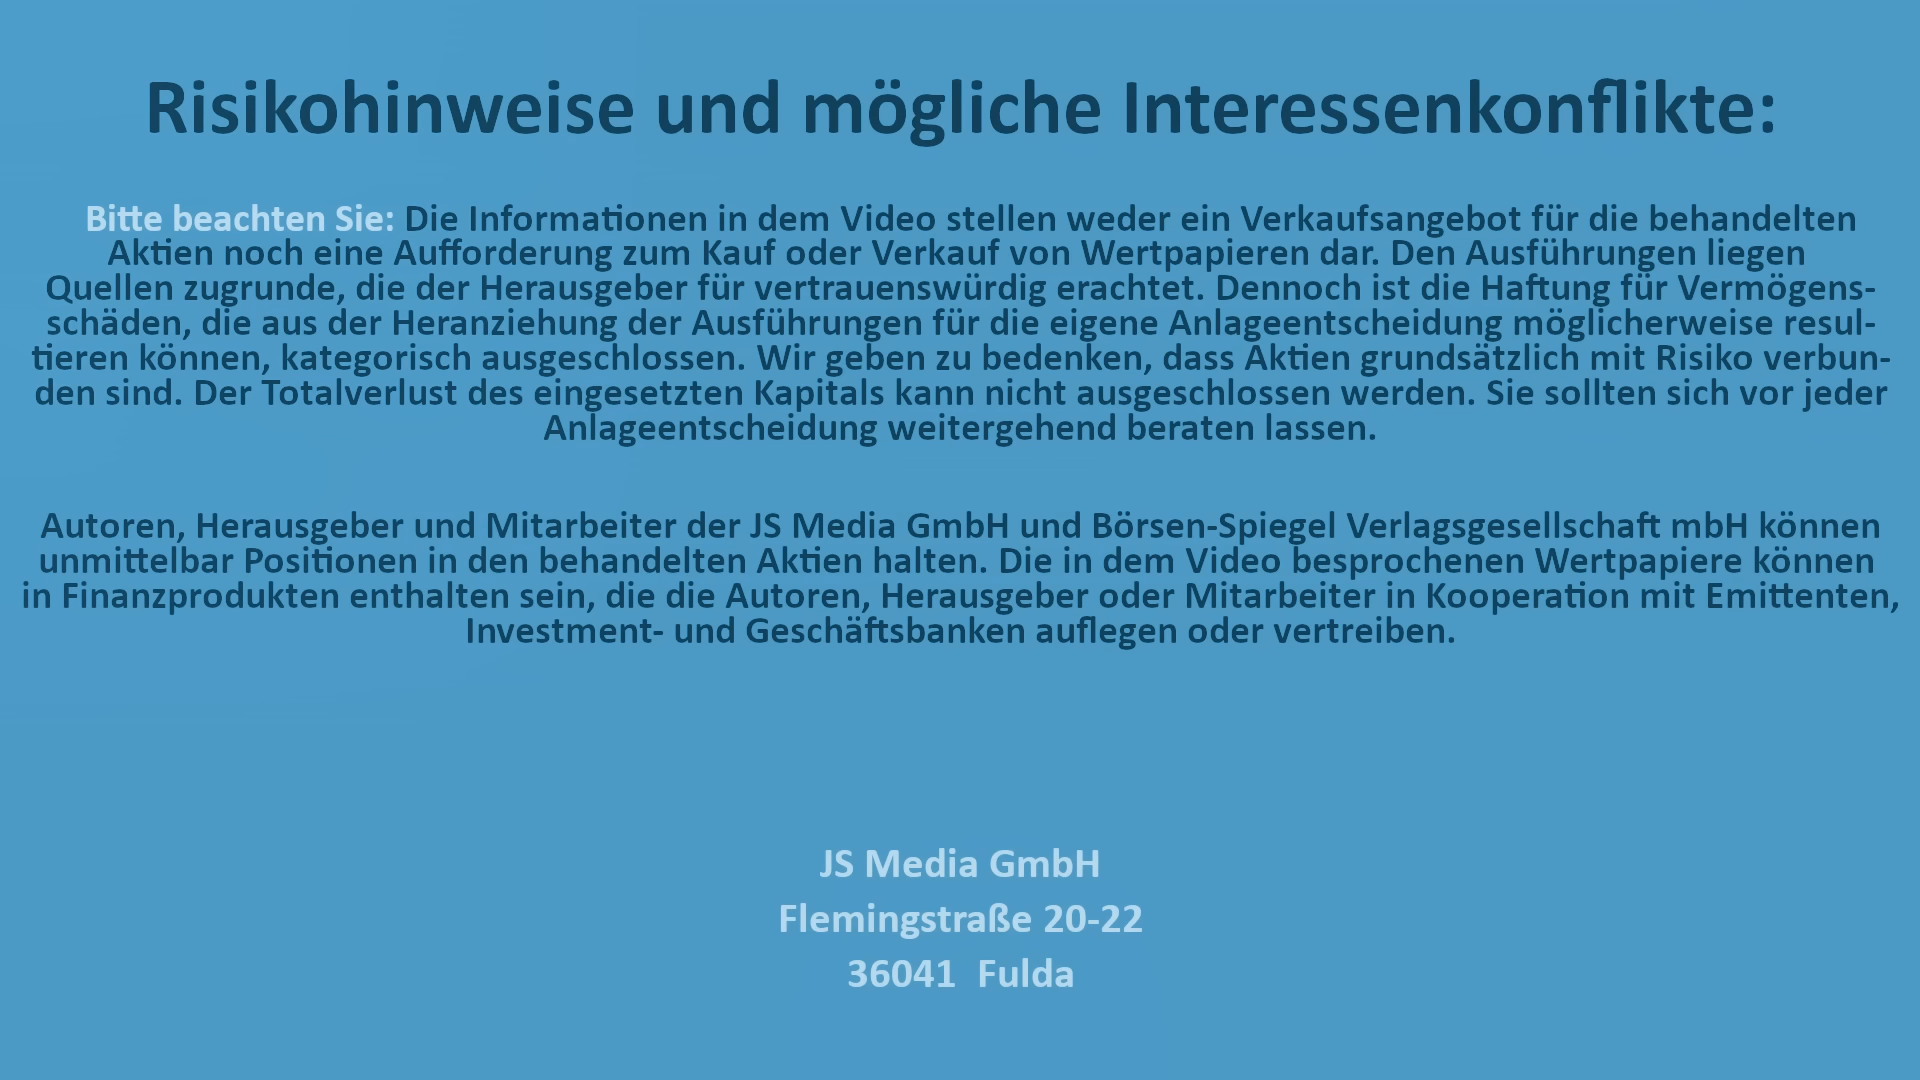 Risikohinweise und mögliche Interessenkonflikte:
Bitte beachten Sie: Die Informationen in dem Video stellen weder ein Verkaufsangebot für die behandelten
Aktien noch eine Aufforderung zum Kauf oder Verkauf von Wertpapieren dar. Den Ausführungen liegen
Quellen zugrunde, die der Herausgeber für vertrauenswürdig erachtet. Dennoch ist die Haftung für Vermögens-
schäden, die aus der Heranziehung der Ausführungen für die eigene Anlageentscheidung möglicherweise resul-
tieren können, kategorisch ausgeschlossen. Wir geben zu bedenken, dass Aktien grundsätzlich mit Risiko verbun-
den sind. Der Totalverlust des eingesetzten Kapitals kann nicht ausgeschlossen werden. Sie sollten sich vor jeder
Anlageentscheidung weitergehend beraten lassen.
Autoren, Herausgeber und Mitarbeiter der JS Media GmbH und Börsen-Spiegel Verlagsgesellschaft mbH können
unmittelbar Positionen in den behandelten Aktien halten. Die in dem Video besprochenen Wertpapiere können
in Finanzprodukten enthalten sein, die die Autoren, Herausgeber oder Mitarbeiter in Kooperation mit Emittenten,
Investment- und Geschäftsbanken auflegen oder vertreiben.
JS Media GmbH
Flemingstraße 20-22
36041  Fulda